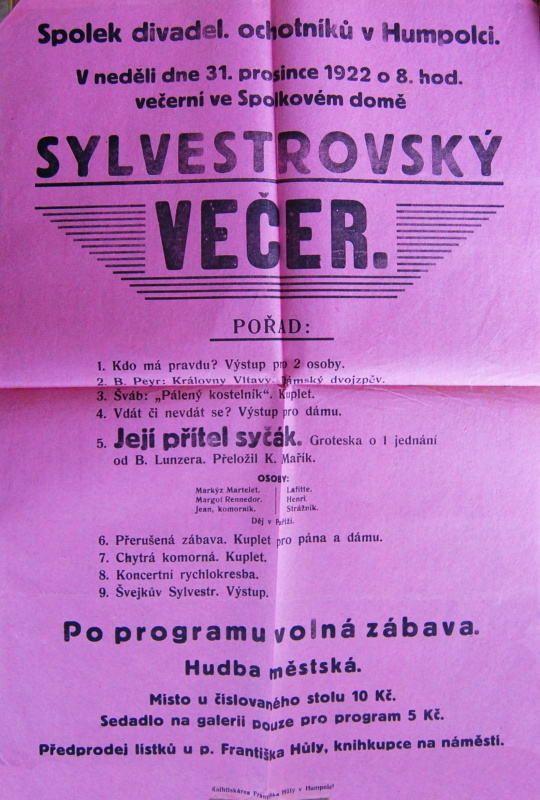 Spolek divadel. ochotníků v Humpolci.
V neděli dne 31. prosince 1922 o 8. hod.
večerní ve Spolkovém domě
SYLVESTROVSKÝ
VEČER.
POŘAD:
1. Kdo má pravdu? Výstup pro 2 osoby.
2. B. Peyr: Královny Vltavy. Dámský dvojzpěv.
3. Šváb: „Pálený kostelník". Kuplet.
4. Vdát či nevdát se? Výstup pro dámu.
5. Její přítel syčák. Groteska o 1 jednání
od B. Lunzera. Přeložil K. Mařík.
OSOBY:
Markýz Martelet. Lafitte.
Margot Rennedor. Henri.
Jean, komorník. Strážník.
Děj v Paříži.
6. Přerušená zábava. Kuplet pro pána a dámu.
7. Chytrá komorná. Kuplet.
8. Koncertní rychlokresba.
9. Švejkův Sylvestr. Výstup.
Po programu volná zábava.
Hudba městská.
Místo u číslovaného stolu 10 Kč.
Sedadlo na galerii pouze pro program 5 Kč.
Předprodej lístků u p. Františka Hůly, knihkupce na náměstí.
Knihtiskárna Františka Hůly v Humpolci